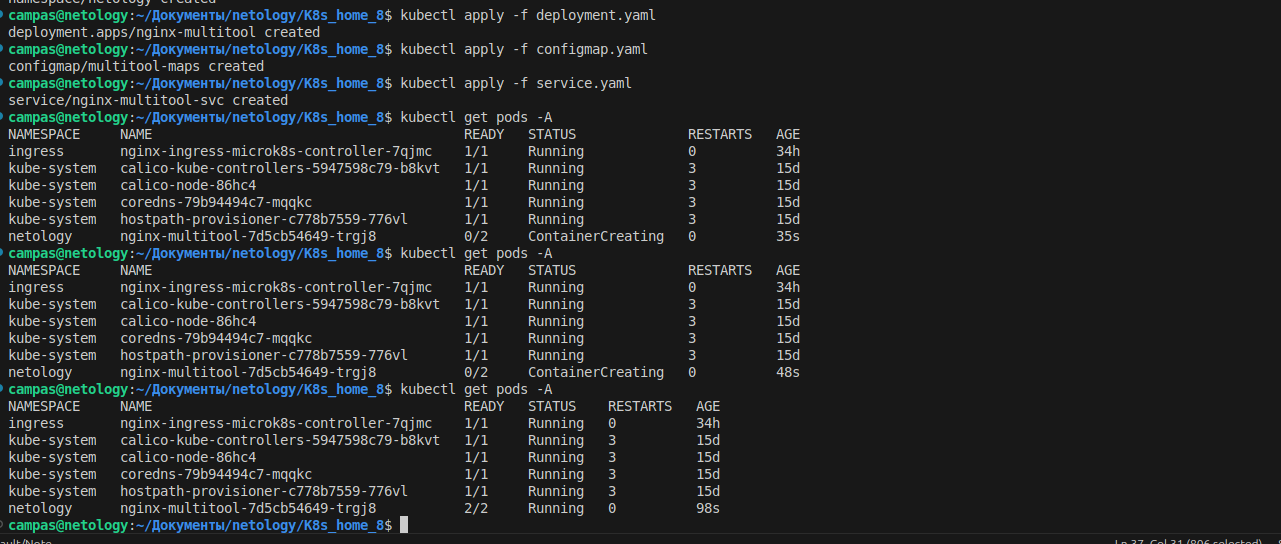 namespace/netology created
campas@netology:~/Документы/netology/K8s_home_8$ kubectl apply -f deployment.yaml
deployment.apps/nginx-multitool created
campas@netology:~/Документы/netology/K8s_home_8$ kubectl apply -f configmap.yaml
configmap/multitool-maps created
campas@netology:~/Документы/netology/K8s_home_8$ kubectl apply -f service.yaml
service/nginx-multitool-svc created
campas@netology:~/Документы/netology/K8s_home_8$ kubectl get pods -A
NAMESPACE     NAME                                       READY   STATUS              RESTARTS   AGE
ingress       nginx-ingress-microk8s-controller-7qjmc    1/1     Running             0          34h
kube-system   calico-kube-controllers-5947598c79-b8kvt   1/1     Running             3          15d
kube-system   calico-node-86hc4                          1/1     Running             3          15d
kube-system   coredns-79b94494c7-mqqkc                   1/1     Running             3          15d
kube-system   hostpath-provisioner-c778b7559-776vl       1/1     Running             3          15d
netology      nginx-multitool-7d5cb54649-trgj8           0/2     ContainerCreating   0          35s
campas@netology:~/Документы/netology/K8s_home_8$ kubectl get pods -A
NAMESPACE     NAME                                       READY   STATUS              RESTARTS   AGE
ingress       nginx-ingress-microk8s-controller-7qjmc    1/1     Running             0          34h
kube-system   calico-kube-controllers-5947598c79-b8kvt   1/1     Running             3          15d
kube-system   calico-node-86hc4                          1/1     Running             3          15d
kube-system   coredns-79b94494c7-mqqkc                   1/1     Running             3          15d
kube-system   hostpath-provisioner-c778b7559-776vl       1/1     Running             3          15d
netology      nginx-multitool-7d5cb54649-trgj8           0/2     ContainerCreating   0          48s
campas@netology:~/Документы/netology/K8s_home_8$ kubectl get pods -A
NAMESPACE     NAME                                       READY   STATUS    RESTARTS   AGE
ingress       nginx-ingress-microk8s-controller-7qjmc    1/1     Running   0          34h
kube-system   calico-kube-controllers-5947598c79-b8kvt   1/1     Running   3          15d
kube-system   calico-node-86hc4                          1/1     Running   3          15d
kube-system   coredns-79b94494c7-mqqkc                   1/1     Running   3          15d
kube-system   hostpath-provisioner-c778b7559-776vl       1/1     Running   3          15d
netology      nginx-multitool-7d5cb54649-trgj8           2/2     Running   0          98s
campas@netology:~/Документы/netology/K8s_home_8$
Ln 37, Col 31 (806 selected)